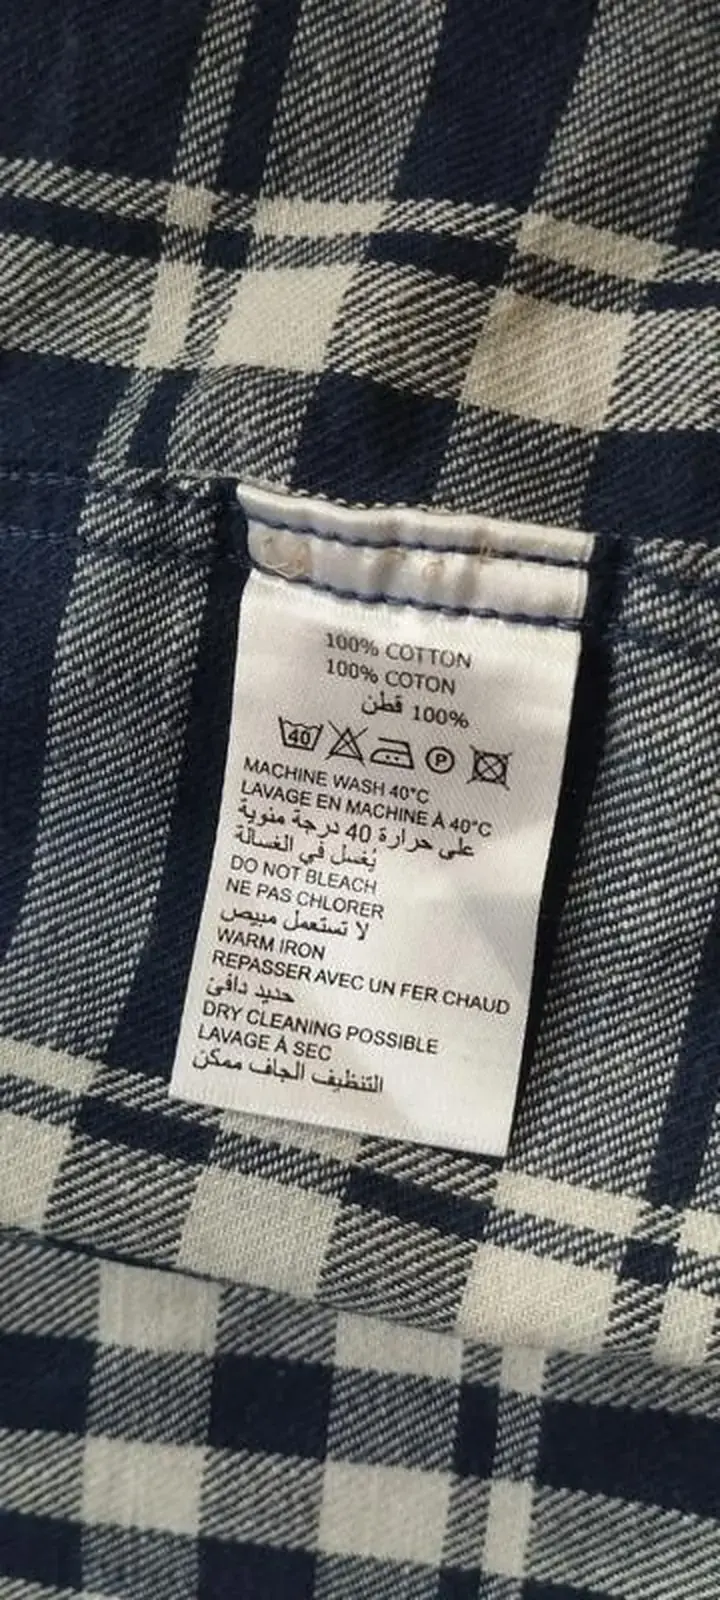 100% COTTON
100% COTON
100% قطن
40 P
MACHINE WASH 40°C
LAVAGE EN MACHINE À 40°C
على حرارة 40 درجة مئوية
يُغسل في الغسالة
DO NOT BLEACH
NE PAS CHLORER
لا تستعمل مبيض
WARM IRON
REPASSER AVEC UN FER CHAUD
حديد دافئ
DRY CLEANING POSSIBLE
LAVAGE À SEC
التنظيف الجاف ممكن